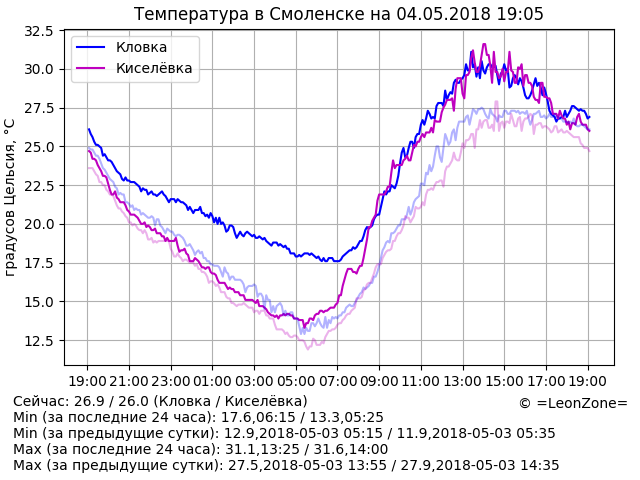 Температура в Смоленске на 04.05.2018 19:05
Кловка
Киселёвка
градусов Цельсия, °C
32.5
30.0
27.5
25.0
22.5
20.0
17.5
15.0
12.5
19:00 21:00 23:00 01:00 03:00 05:00 07:00 09:00 11:00 13:00 15:00 17:00 19:00
Сейчас: 26.9 / 26.0 (Кловка / Киселёвка)
© =LeonZone=
Min (за последние 24 часа): 17.6,06:15 / 13.3,05:25
Min (за предыдущие сутки): 12.9,2018-05-03 05:15 / 11.9,2018-05-03 05:35
Max (за последние 24 часа): 31.1,13:25 / 31.6,14:00
Max (за предыдущие сутки): 27.5,2018-05-03 13:55 / 27.9,2018-05-03 14:35